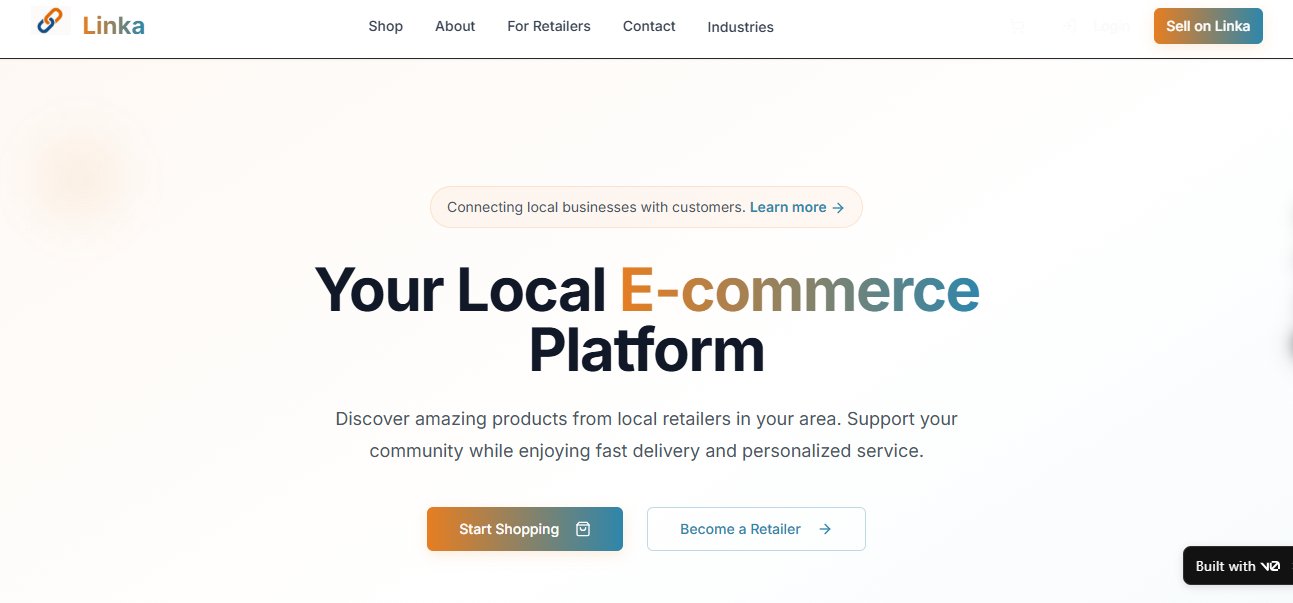 Linka
Shop About For Retailers Contact Industries Login Sell on Linka
Connecting local businesses with customers. Learn more →
Your Local E-commerce
Platform
Discover amazing products from local retailers in your area. Support your
community while enjoying fast delivery and personalized service.
Start Shopping
Become a Retailer →
Built with v0